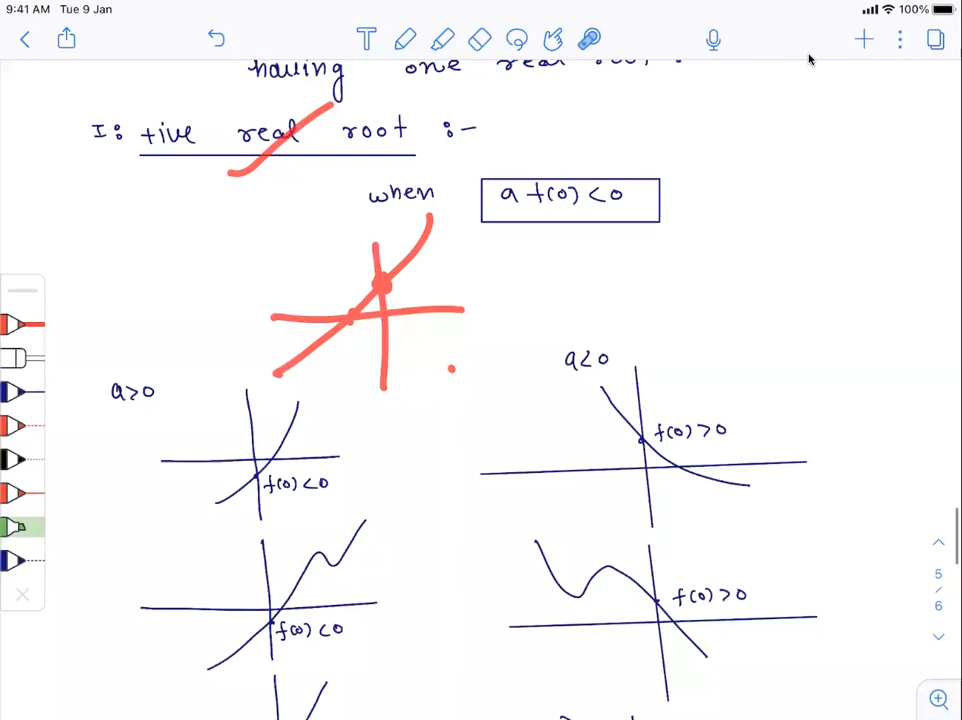 9:41 AM Tue 9 Jan
100%
having one real root
I: +ive real root :-
when a f(0) < 0
a>0
a<0
f(0) < 0
f(0) > 0
f(0) < 0
f(0) > 0
5
/
6